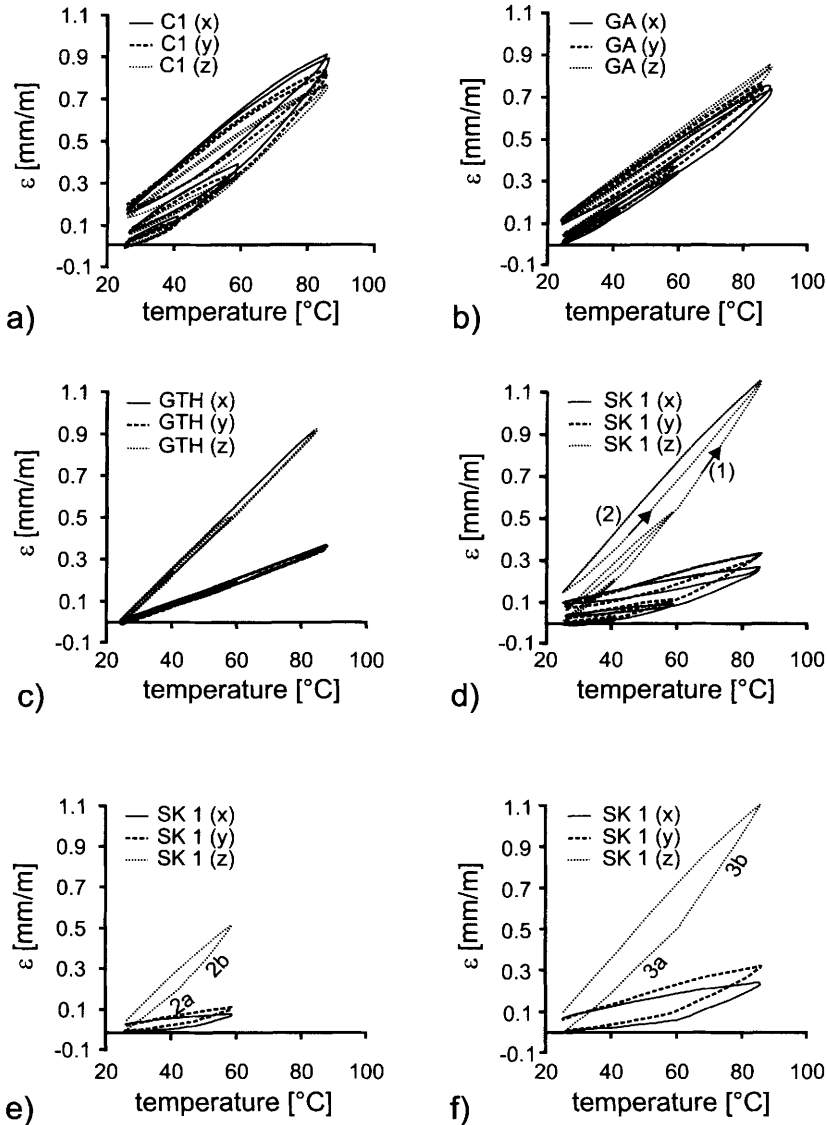 C1 (x)
C1 (y)
C1 (z)
1.1
0.9
0.7
0.5
0.3
0.1
-0.1
ε [mm/m]
20 40 60 80 100
temperature [°C]
a)
GA (x)
GA (y)
GA (z)
1.1
0.9
0.7
0.5
0.3
0.1
-0.1
ε [mm/m]
20 40 60 80 100
temperature [°C]
b)
GTH (x)
GTH (y)
GTH (z)
1.1
0.9
0.7
0.5
0.3
0.1
-0.1
ε [mm/m]
20 40 60 80 100
temperature [°C]
c)
SK 1 (x)
SK 1 (y)
SK 1 (z)
(1)
(2)
1.1
0.9
0.7
0.5
0.3
0.1
-0.1
ε [mm/m]
20 40 60 80 100
temperature [°C]
d)
SK 1 (x)
SK 1 (y)
SK 1 (z)
2b
2a
1.1
0.9
0.7
0.5
0.3
0.1
-0.1
ε [mm/m]
20 40 60 80 100
temperature [°C]
e)
SK 1 (x)
SK 1 (y)
SK 1 (z)
3b
3a
1.1
0.9
0.7
0.5
0.3
0.1
-0.1
ε [mm/m]
20 40 60 80 100
temperature [°C]
f)